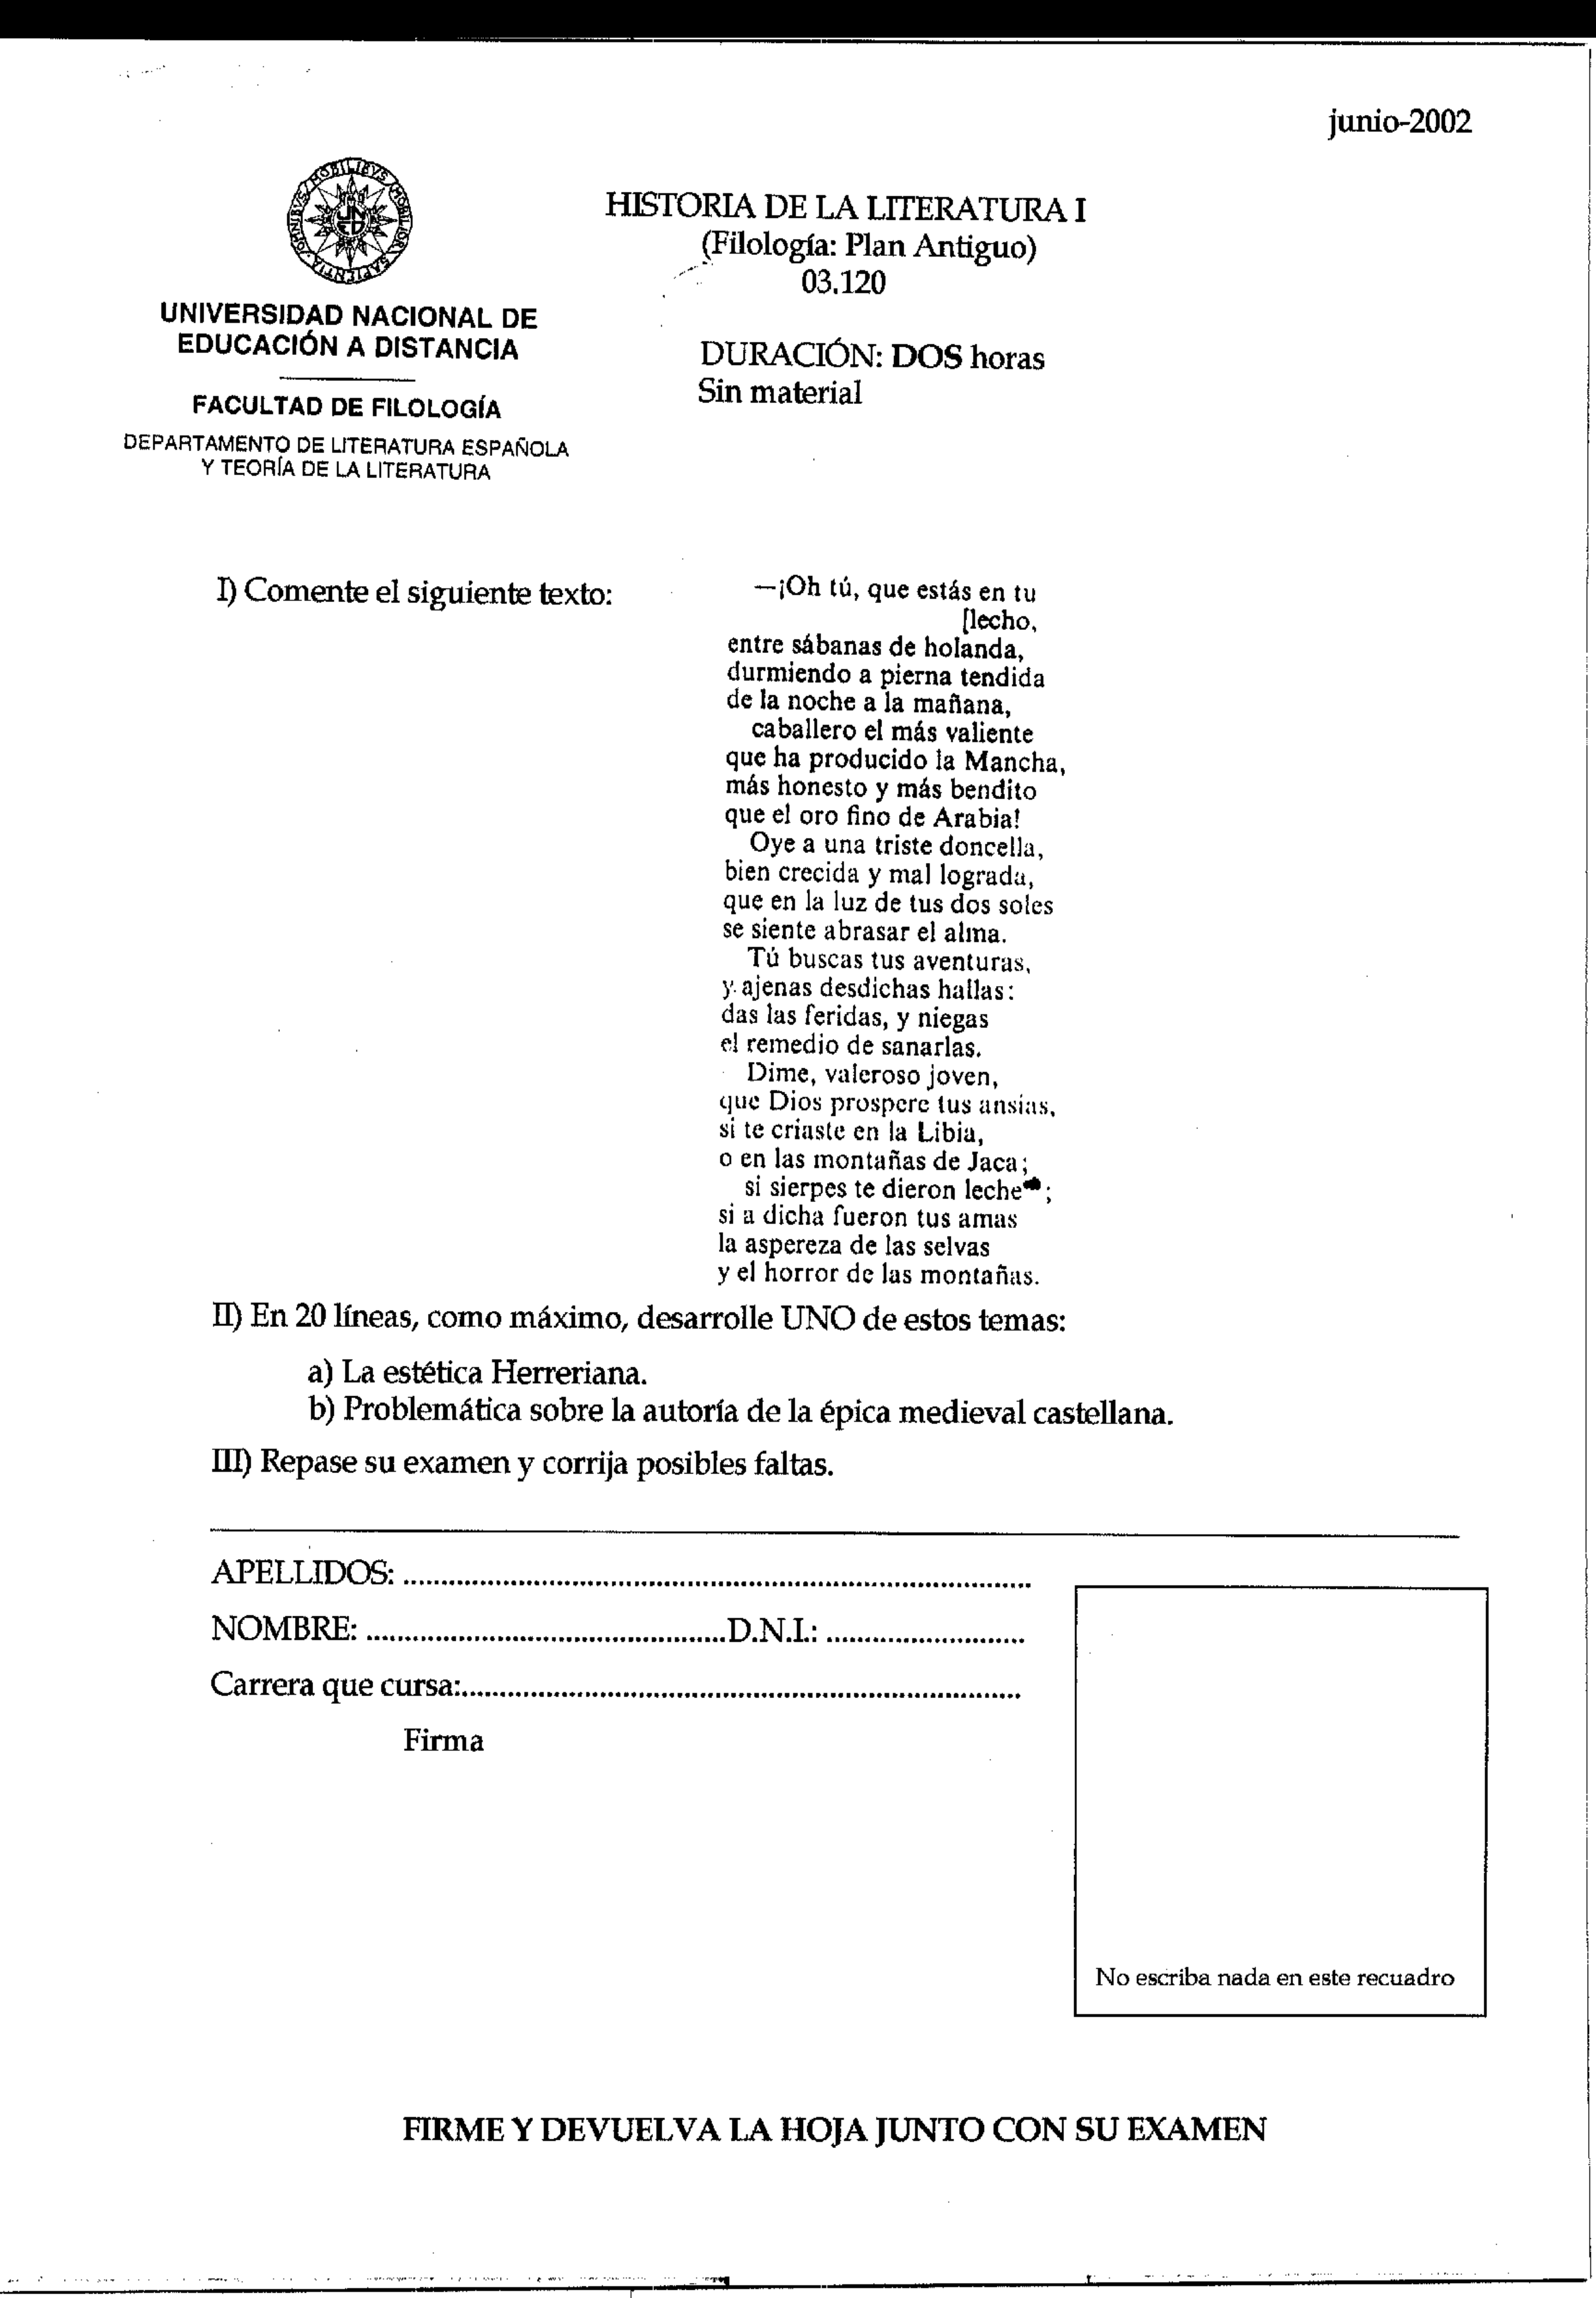 junio-2002
OMNIBVS MOBILIBVS MOBILIOR SAPIENTIA
UNED
HISTORIA DE LA LITERATURA I
(Filología: Plan Antiguo)
03.120
UNIVERSIDAD NACIONAL DE
EDUCACIÓN A DISTANCIA
DURACIÓN: DOS horas
Sin material
FACULTAD DE FILOLOGÍA
DEPARTAMENTO DE LITERATURA ESPAÑOLA
Y TEORÍA DE LA LITERATURA
I) Comente el siguiente texto:
—¡Oh tú, que estás en tu
[lecho,
entre sábanas de holanda,
durmiendo a pierna tendida
de la noche a la mañana,
caballero el más valiente
que ha producido la Mancha,
más honesto y más bendito
que el oro fino de Arabia!
Oye a una triste doncella,
bien crecida y mal lograda,
que en la luz de tus dos soles
se siente abrasar el alma.
Tú buscas tus aventuras,
y ajenas desdichas hallas:
das las feridas, y niegas
el remedio de sanarlas.
Dime, valeroso joven,
que Dios prospere tus ansias,
si te criaste en la Libia,
o en las montañas de Jaca;
si sierpes te dieron leche;
si a dicha fueron tus amas
la aspereza de las selvas
y el horror de las montañas.
II) En 20 líneas, como máximo, desarrolle UNO de estos temas:
a) La estética Herreriana.
b) Problemática sobre la autoría de la épica medieval castellana.
III) Repase su examen y corrija posibles faltas.
APELLIDOS: ..................................................................................
NOMBRE: ...............................................D.N.I.: ..........................
Carrera que cursa:.........................................................................
Firma
No escriba nada en este recuadro
FIRME Y DEVUELVA LA HOJA JUNTO CON SU EXAMEN